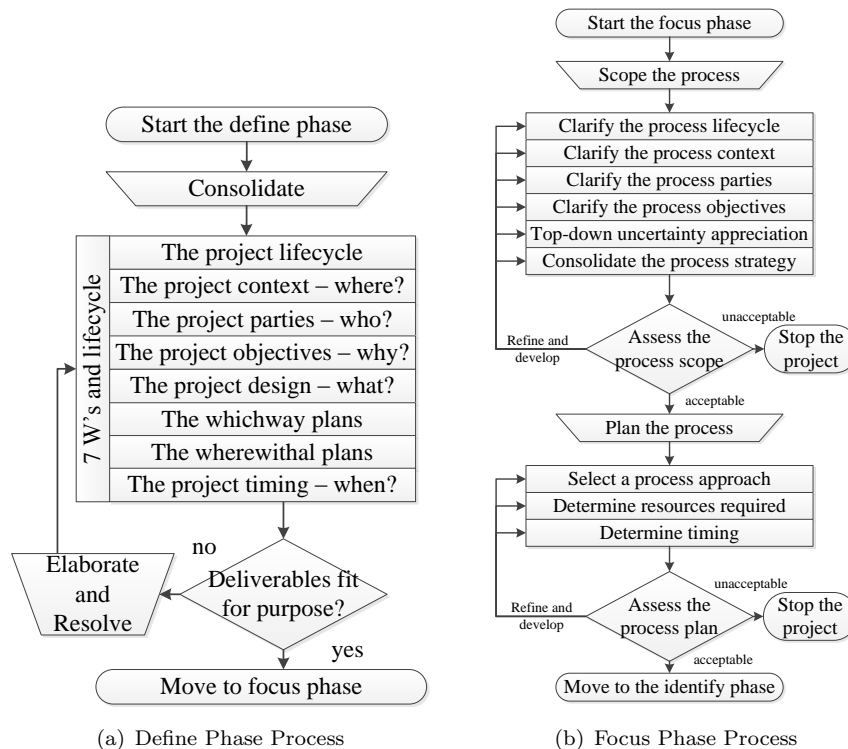 Start the define phase
Consolidate
7 W's and lifecycle
The project lifecycle
The project context – where?
The project parties – who?
The project objectives – why?
The project design – what?
The whichway plans
The wherewithal plans
The project timing – when?
no
Elaborate
and
Resolve
Deliverables fit
for purpose?
yes
Move to focus phase
(a) Define Phase Process
Start the focus phase
Scope the process
Clarify the process lifecycle
Clarify the process context
Clarify the process parties
Clarify the process objectives
Top-down uncertainty appreciation
Consolidate the process strategy
Refine and
develop
Assess the
process scope
unacceptable
Stop the
project
acceptable
Plan the process
Select a process approach
Determine resources required
Determine timing
Refine and
develop
Assess the
process plan
unacceptable
Stop the
project
acceptable
Move to the identify phase
(b) Focus Phase Process